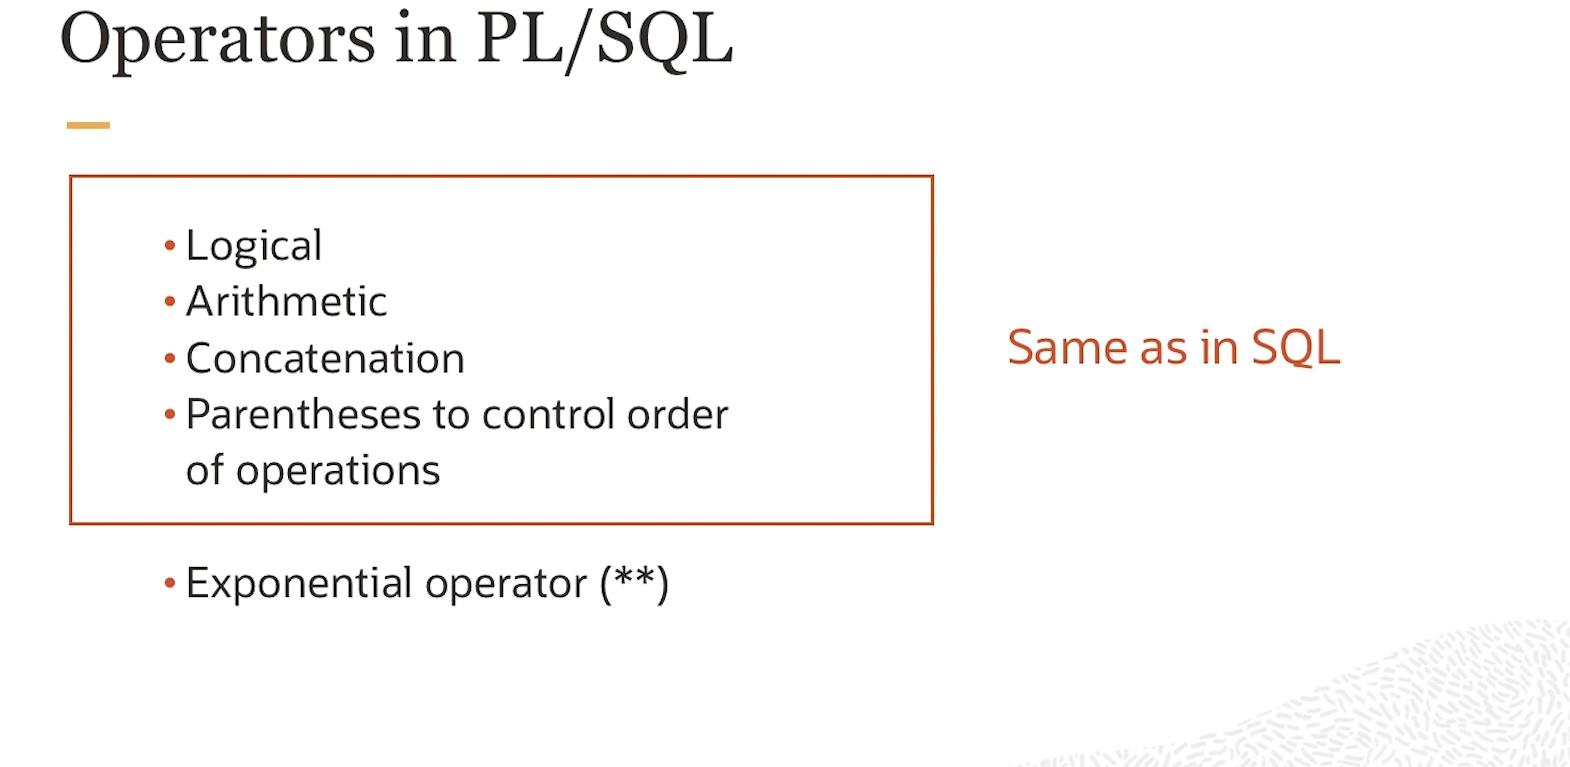 Operators in PL/SQL
• Logical
• Arithmetic
• Concatenation
• Parentheses to control order
of operations
Same as in SQL
• Exponential operator (**)